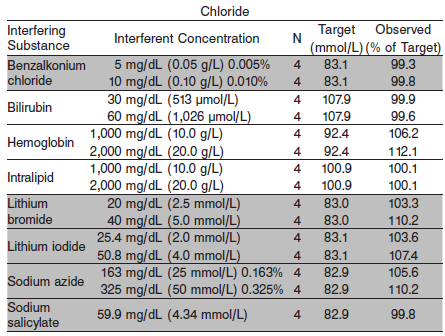 Chloride
Interfering Substance Interferent Concentration N Target (mmol/L) Observed (% of Target)
Benzalkonium chloride 5 mg/dL (0.05 g/L) 0.005% 4 83.1 99.3
10 mg/dL (0.10 g/L) 0.010% 4 83.1 99.8
Bilirubin 30 mg/dL (513 µmol/L) 4 107.9 99.9
60 mg/dL (1,026 µmol/L) 4 107.9 99.6
Hemoglobin 1,000 mg/dL (10.0 g/L) 4 92.4 106.2
2,000 mg/dL (20.0 g/L) 4 92.4 112.1
Intralipid 1,000 mg/dL (10.0 g/L) 4 100.9 100.1
2,000 mg/dL (20.0 g/L) 4 100.9 100.1
Lithium bromide 20 mg/dL (2.5 mmol/L) 4 83.0 103.3
40 mg/dL (5.0 mmol/L) 4 83.0 110.2
Lithium iodide 25.4 mg/dL (2.0 mmol/L) 4 83.1 103.6
50.8 mg/dL (4.0 mmol/L) 4 83.1 107.4
Sodium azide 163 mg/dL (25 mmol/L) 0.163% 4 82.9 105.6
325 mg/dL (50 mmol/L) 0.325% 4 82.9 110.2
Sodium salicylate 59.9 mg/dL (4.34 mmol/L) 4 82.9 99.8